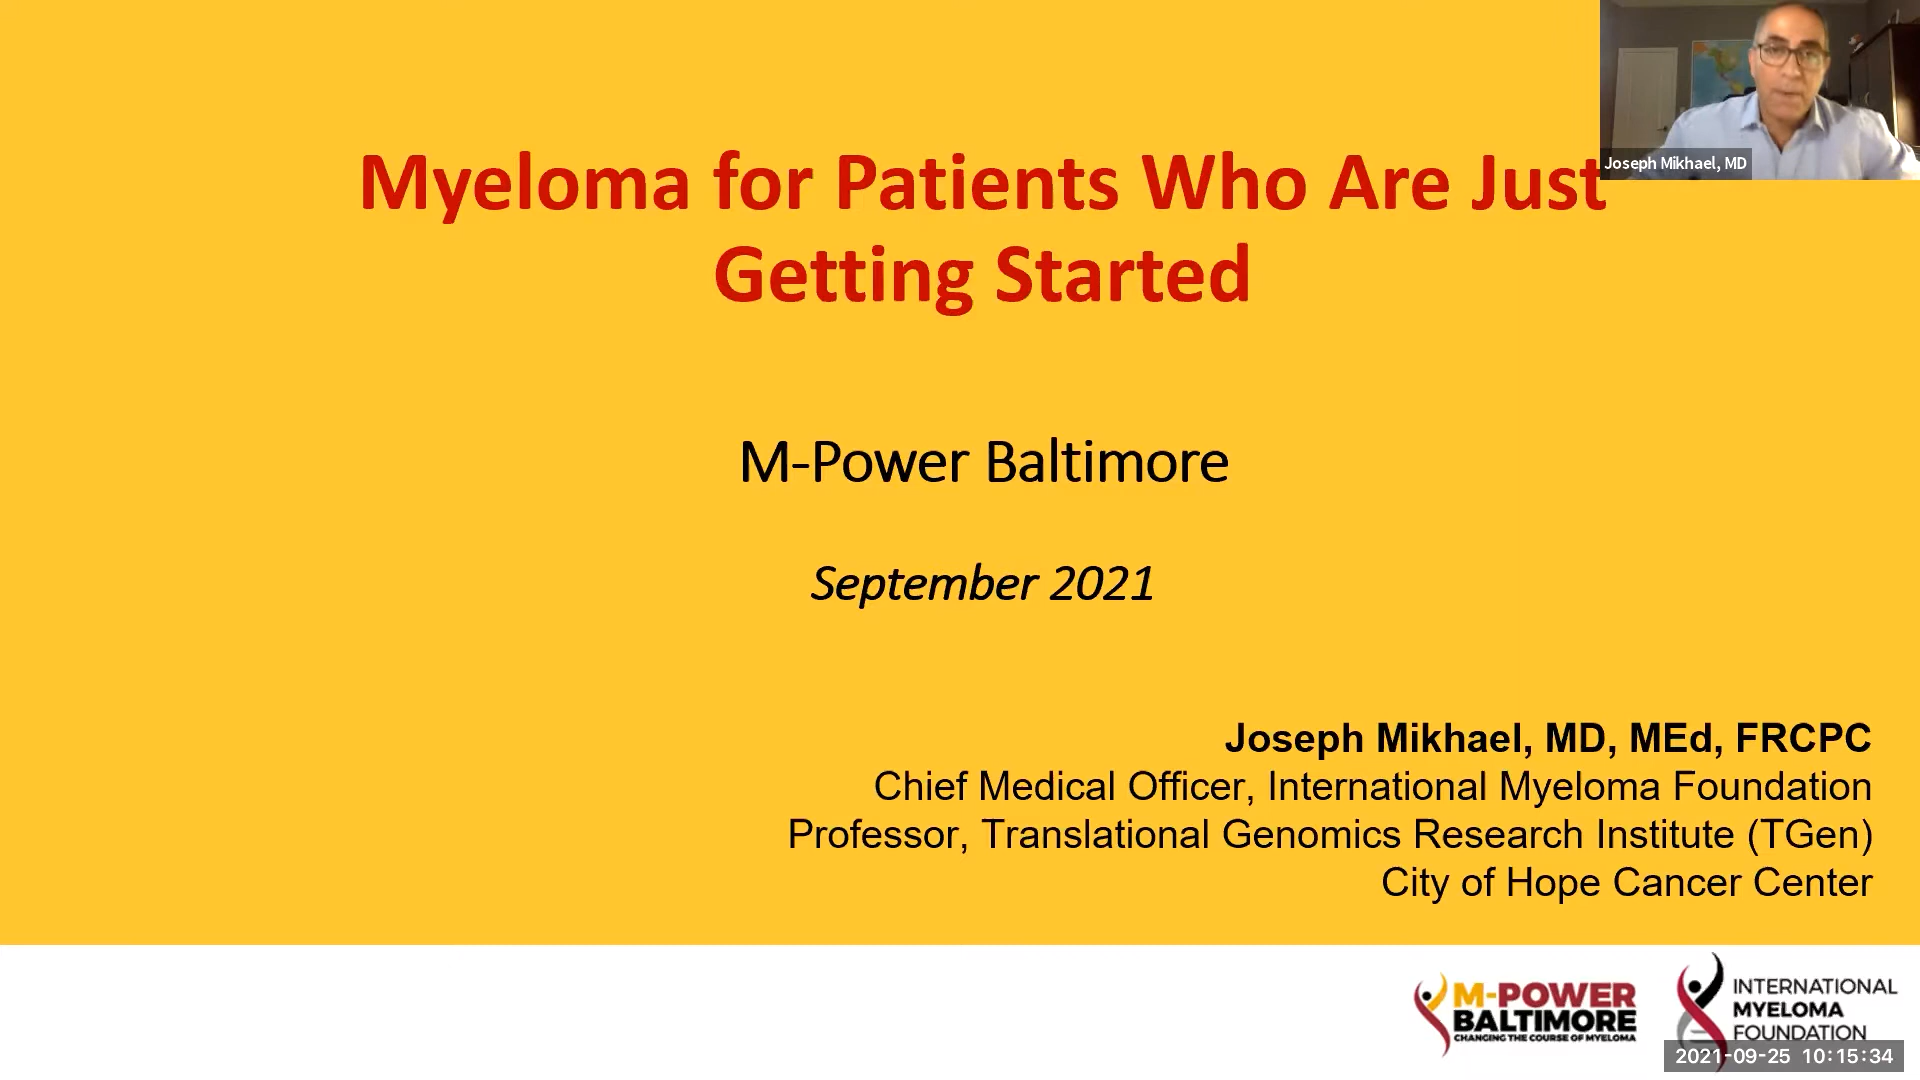 Joseph Mikhael, MD
Myeloma for Patients Who Are Just
Getting Started
M-Power Baltimore
September 2021
Joseph Mikhael, MD, MEd, FRCPC
Chief Medical Officer, International Myeloma Foundation
Professor, Translational Genomics Research Institute (TGen)
City of Hope Cancer Center
M-POWER
BALTIMORE
CHANGING THE COURSE OF MYELOMA
INTERNATIONAL
MYELOMA
FOUNDATION
2021-09-25 10:15:34